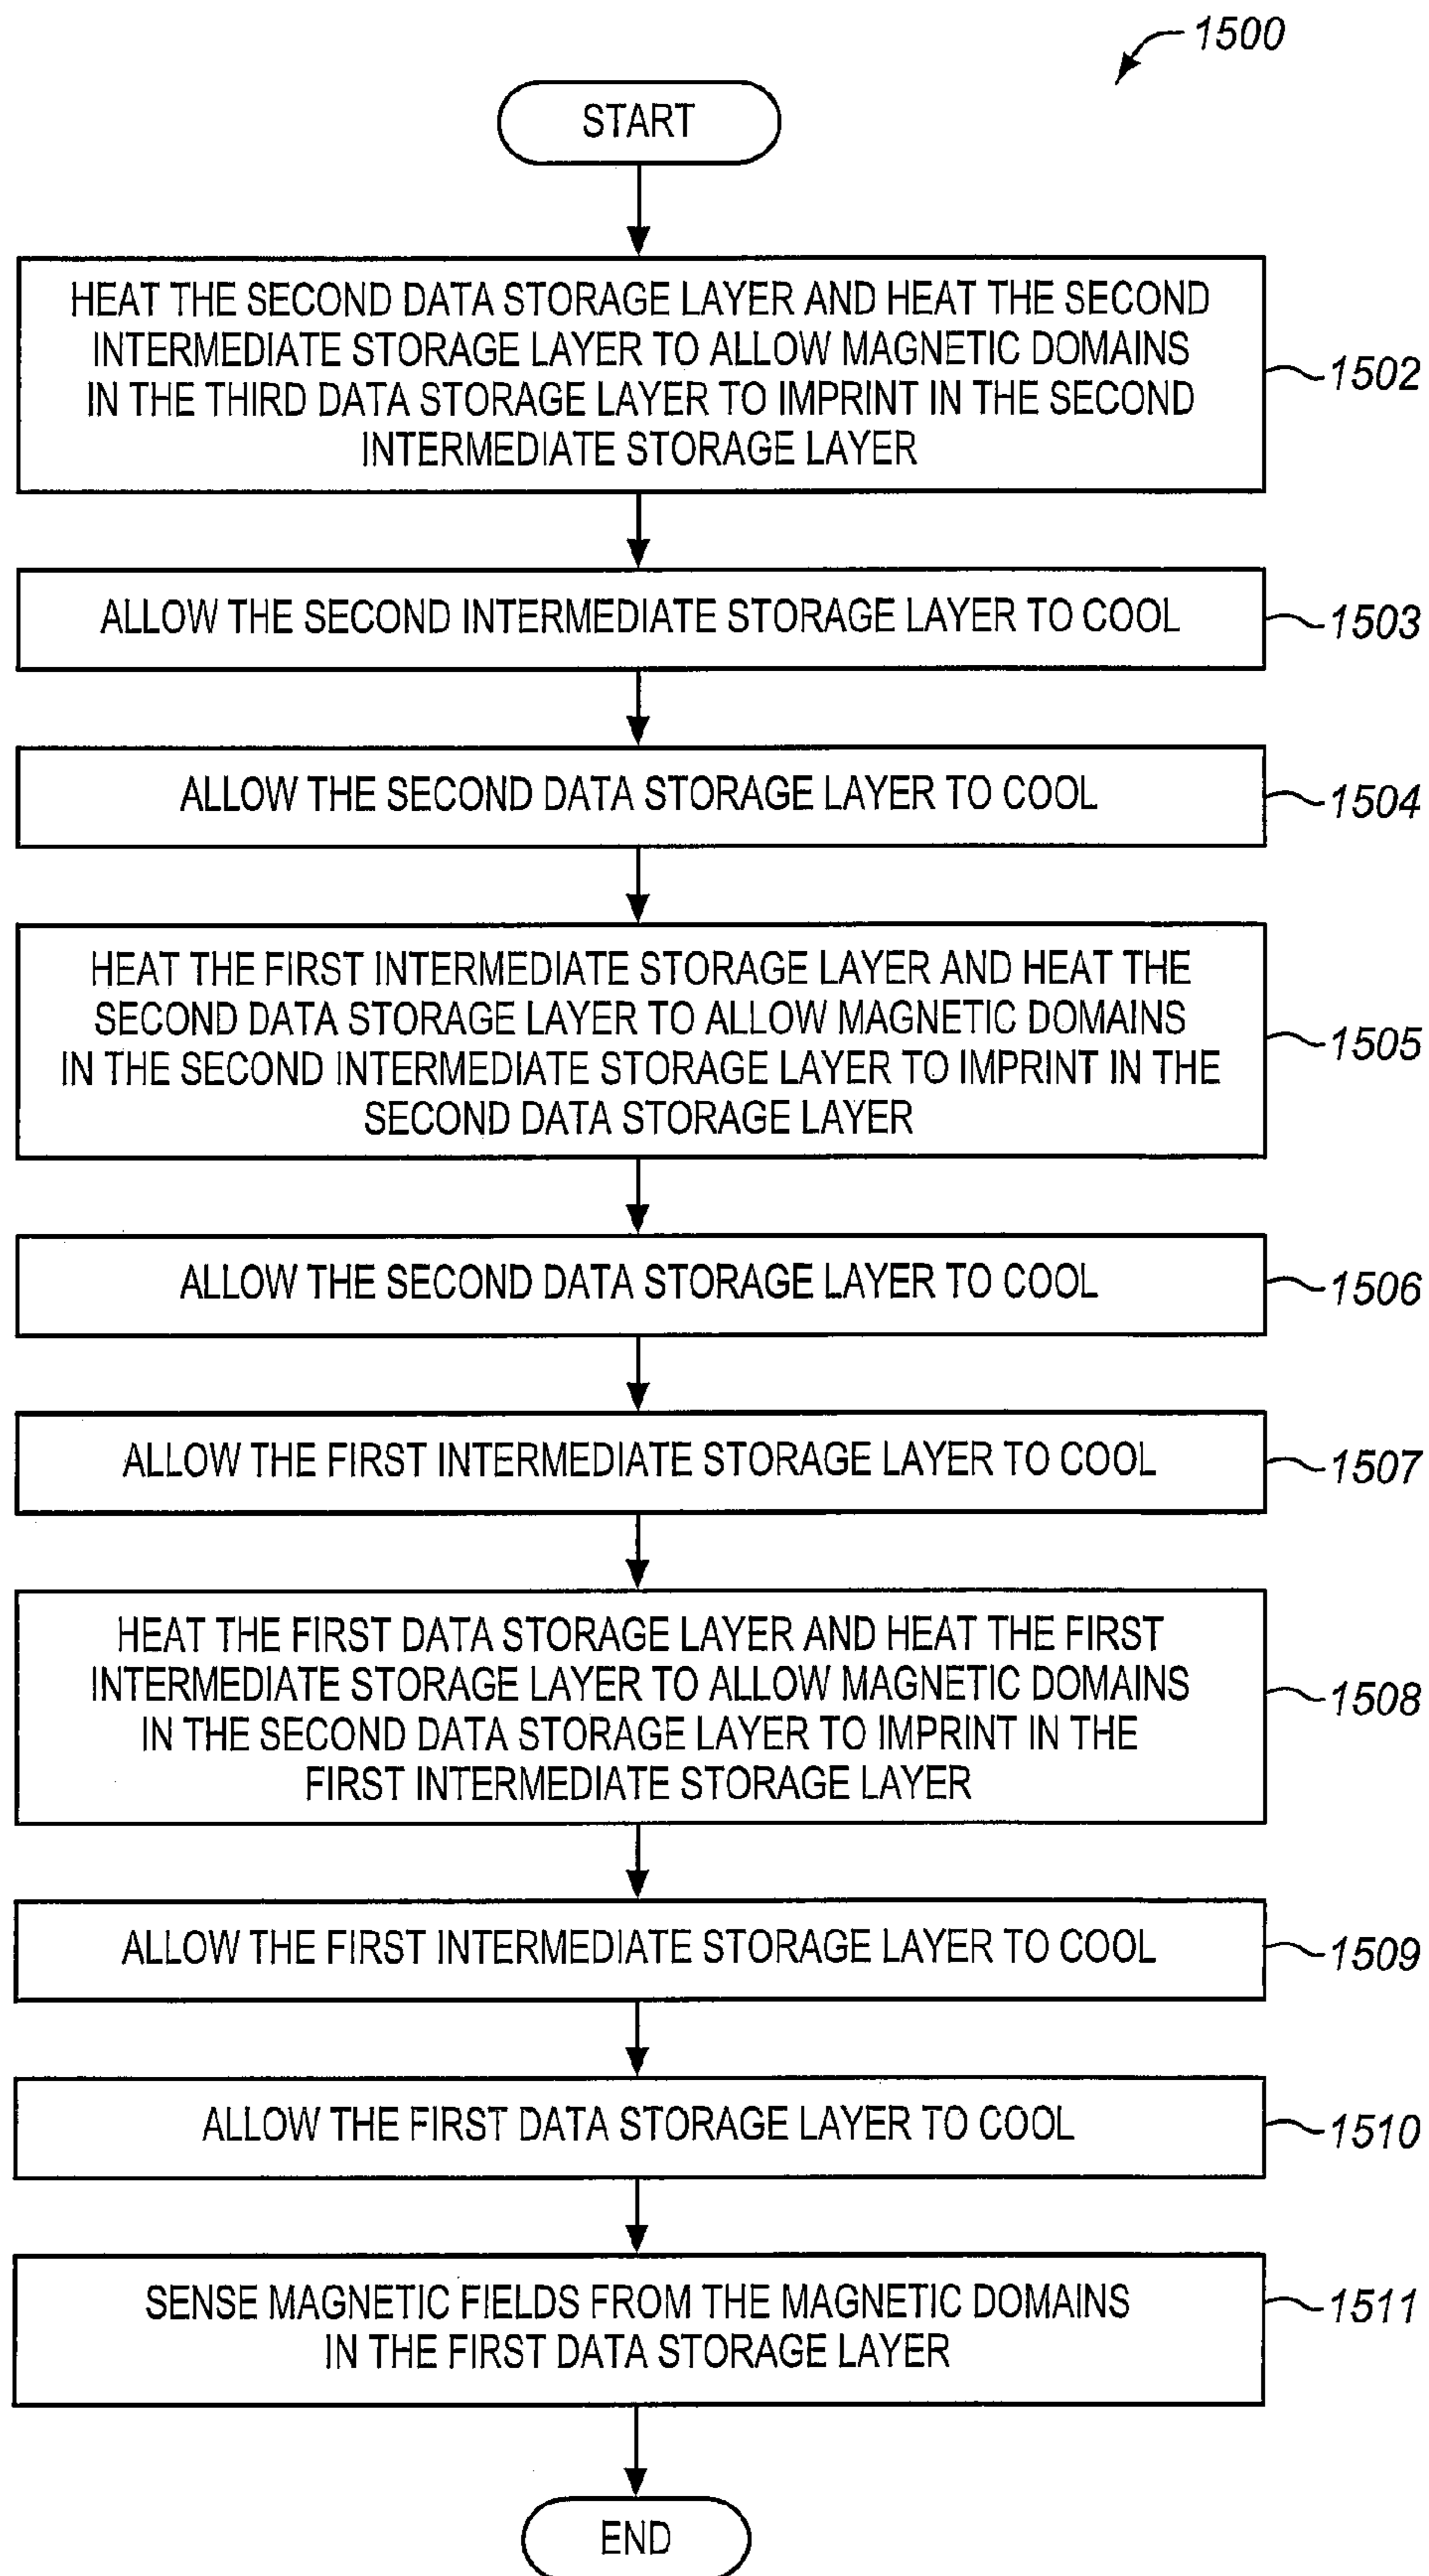 1500
START
HEAT THE SECOND DATA STORAGE LAYER AND HEAT THE SECOND
INTERMEDIATE STORAGE LAYER TO ALLOW MAGNETIC DOMAINS
IN THE THIRD DATA STORAGE LAYER TO IMPRINT IN THE SECOND
INTERMEDIATE STORAGE LAYER
1502
ALLOW THE SECOND INTERMEDIATE STORAGE LAYER TO COOL
1503
ALLOW THE SECOND DATA STORAGE LAYER TO COOL
1504
HEAT THE FIRST INTERMEDIATE STORAGE LAYER AND HEAT THE
SECOND DATA STORAGE LAYER TO ALLOW MAGNETIC DOMAINS
IN THE SECOND INTERMEDIATE STORAGE LAYER TO IMPRINT IN THE
SECOND DATA STORAGE LAYER
1505
ALLOW THE SECOND DATA STORAGE LAYER TO COOL
1506
ALLOW THE FIRST INTERMEDIATE STORAGE LAYER TO COOL
1507
HEAT THE FIRST DATA STORAGE LAYER AND HEAT THE FIRST
INTERMEDIATE STORAGE LAYER TO ALLOW MAGNETIC DOMAINS
IN THE SECOND DATA STORAGE LAYER TO IMPRINT IN THE
FIRST INTERMEDIATE STORAGE LAYER
1508
ALLOW THE FIRST INTERMEDIATE STORAGE LAYER TO COOL
1509
ALLOW THE FIRST DATA STORAGE LAYER TO COOL
1510
SENSE MAGNETIC FIELDS FROM THE MAGNETIC DOMAINS
IN THE FIRST DATA STORAGE LAYER
1511
END